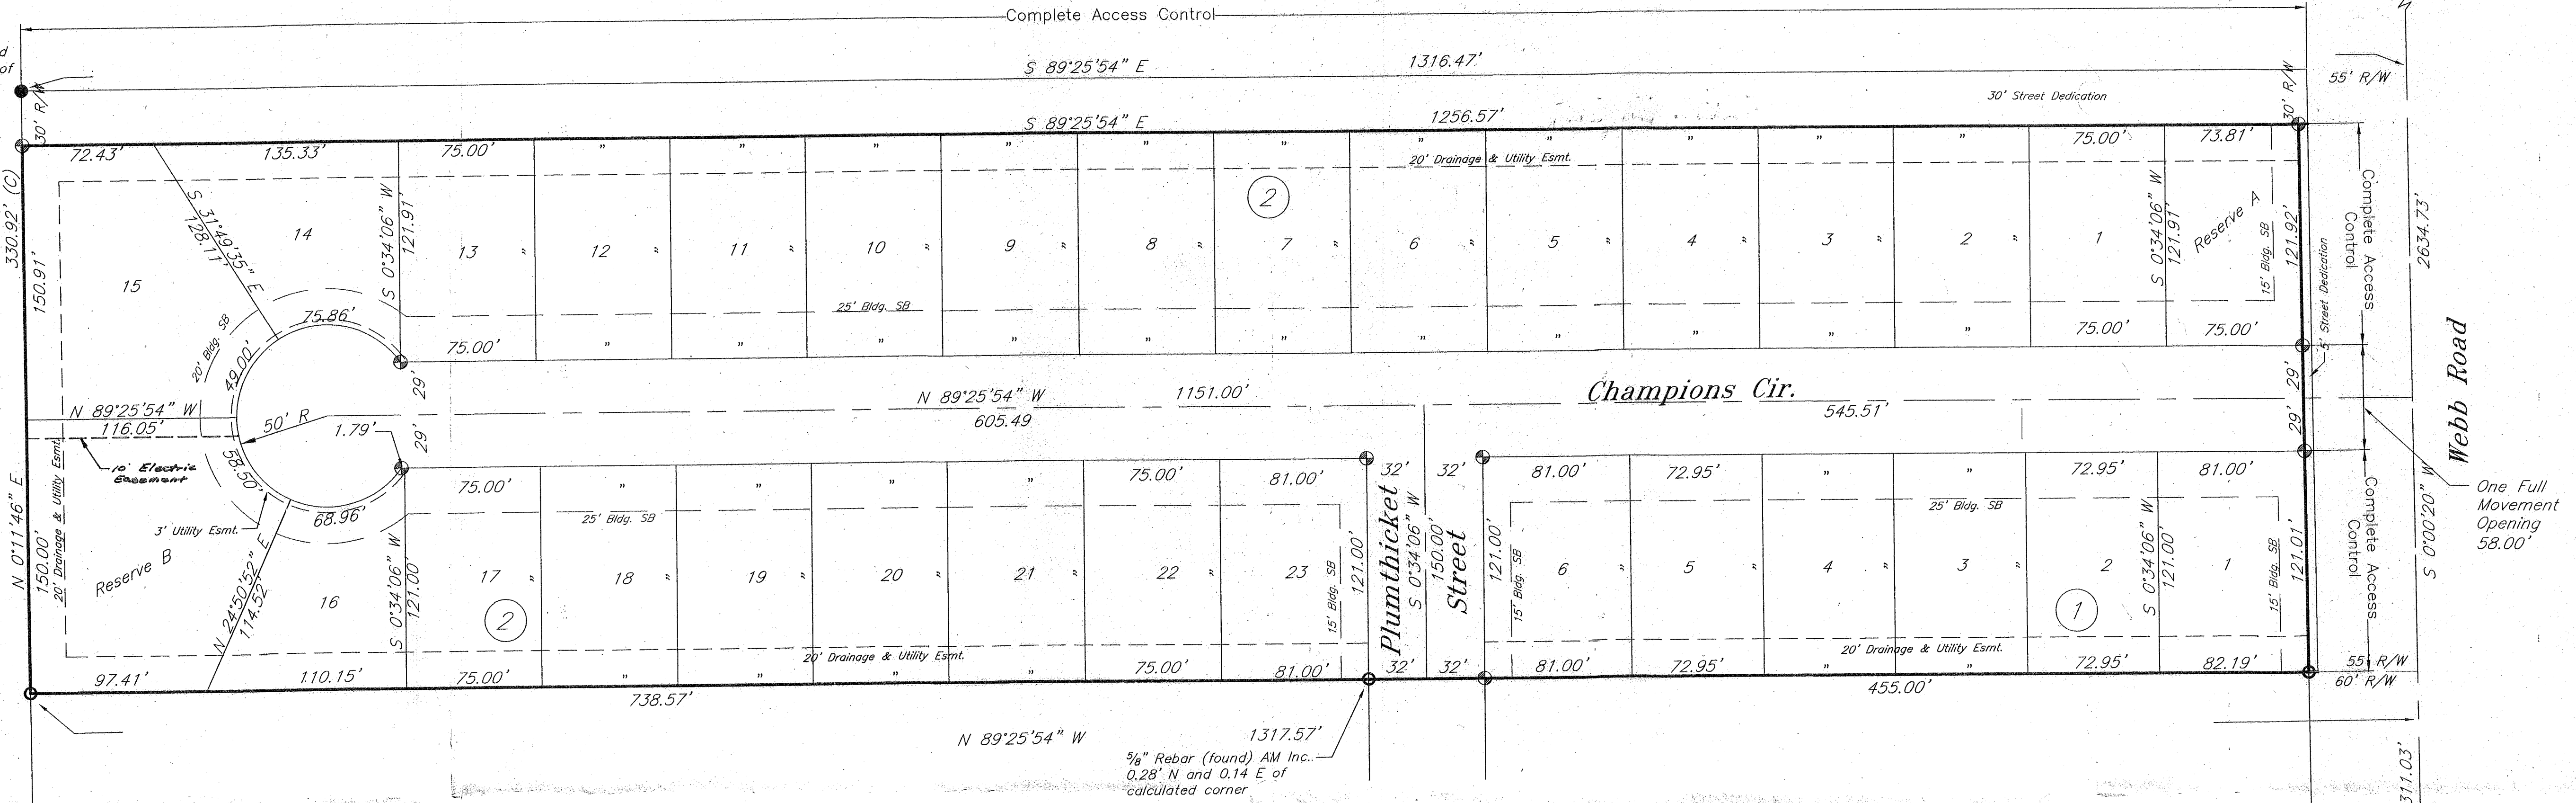 Complete Access Control
d
of
S 89°25'54" E
1316.47'
55' R/W
30' Street Dedication
30' R/W
30' R/W
S 89°25'54" E
1256.57'
72.43'
135.33'
75.00'
"
"
"
"
"
"
"
"
"
"
"
75.00'
73.81'
20' Drainage & Utility Esmt.
2
330.92' (C)
150.91'
S 31°49'35" E
128.11'
S 0°34'06" W
121.91'
15
14
13 "
12 "
11 "
10 "
9 "
8 "
7 "
6 "
5 "
4 "
3 "
2 "
1
S 0°34'06" W
121.91'
Reserve A
15' Bldg. SB
121.92'
5' Street Dedication
Complete Access
Control
2634.73'
25' Bldg. SB
20' Bldg. SB
75.86'
49.00'
75.00'
"
"
"
"
"
"
"
"
"
"
"
75.00'
75.00'
29'
29'
29'
29'
N 89°25'54" W
1151.00'
605.49
Champions Cir.
545.51'
Webb Road
N 89°25'54" W
116.05'
50' R
1.79'
10' Electric
Easement
58.50'
3' Utility Esmt.
68.96'
N 0°11'46" E
150.00'
20' Drainage & Utility Esmt.
Reserve B
N 24°50'52" E
114.52'
16
S 0°34'06" W
121.00'
75.00'
"
"
"
"
75.00'
81.00'
25' Bldg. SB
17 "
18 "
19 "
20 "
21 "
22 "
23
15' Bldg. SB
121.00'
2
32'
32'
Plumthicket
S 0°34'06" W
150.00'
Street
121.00'
15' Bldg. SB
81.00'
72.95'
"
"
72.95'
81.00'
25' Bldg. SB
6 "
5 "
4 "
3 "
2
S 0°34'06" W
121.00'
1
15' Bldg. SB
121.01'
1
Complete Access
Control
S 0°00'20" W
One Full
Movement
Opening
58.00'
20' Drainage & Utility Esmt.
20' Drainage & Utility Esmt.
97.41'
110.15'
75.00'
"
"
"
"
75.00'
81.00'
32'
32'
81.00'
72.95'
"
"
72.95'
82.19'
55' R/W
60' R/W
738.57'
455.00'
N 89°25'54" W
1317.57'
5/8" Rebar (found) AM Inc.
0.28' N and 0.14 E of
calculated corner
311.03'